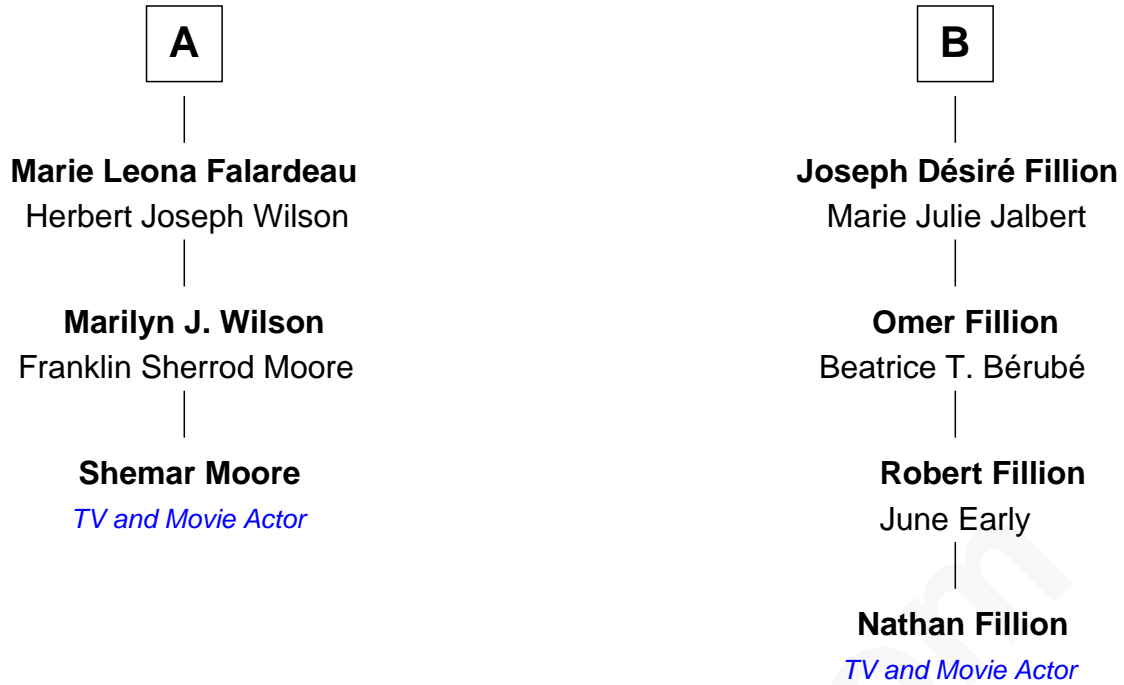 A
Marie Leona Falardeau
Herbert Joseph Wilson
Marilyn J. Wilson
Franklin Sherrod Moore
Shemar Moore
TV and Movie Actor
B
Joseph Désiré Fillion
Marie Julie Jalbert
Omer Fillion
Beatrice T. Bérubé
Robert Fillion
June Early
Nathan Fillion
TV and Movie Actor